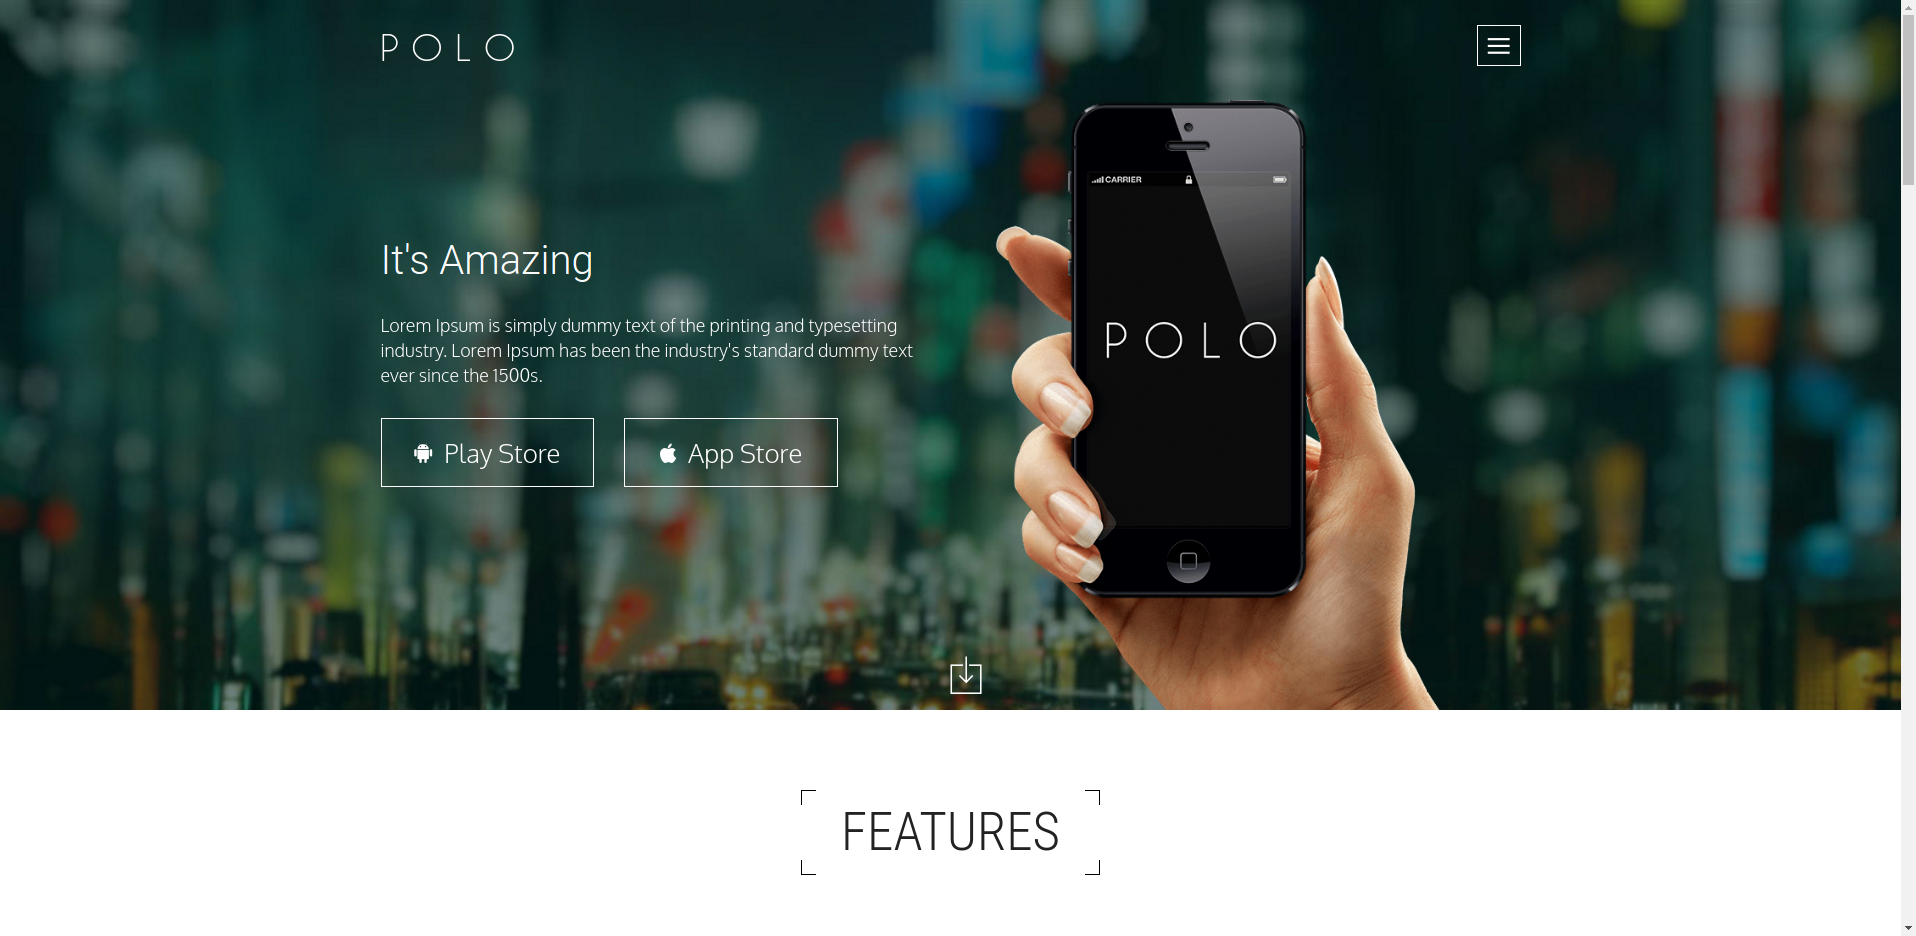 POLO
CARRIER
It's Amazing
Lorem Ipsum is simply dummy text of the printing and typesetting
industry. Lorem Ipsum has been the industry's standard dummy text
ever since the 1500s.
POLO
Play Store
App Store
FEATURES